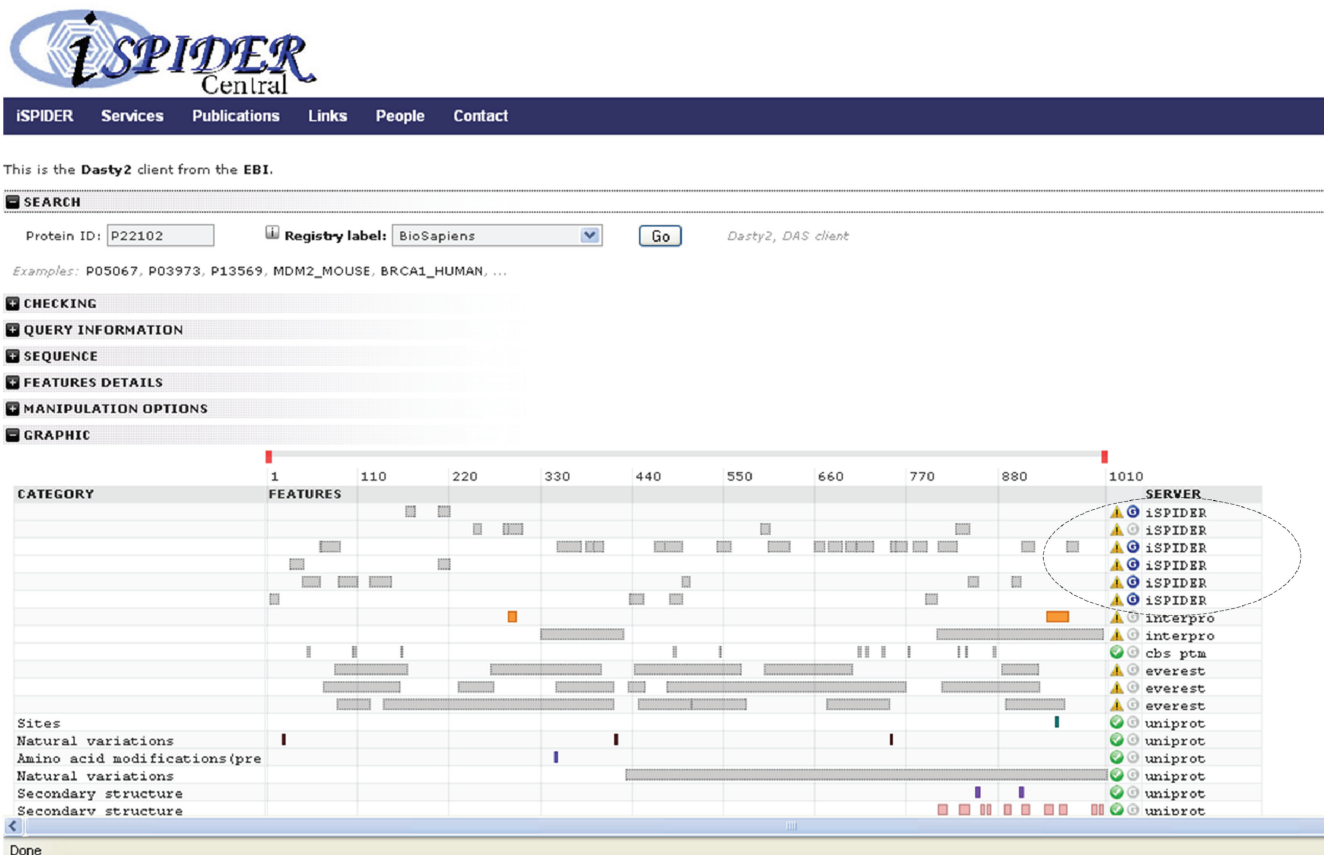 iSPIDER
Central
iSPIDER Services Publications Links People Contact
This is the Dasty2 client from the EBI.
SEARCH
Protein ID: P22102 Registry label: BioSapiens Go Dasty2, DAS client
Examples: P05067, P03973, P13569, MDM2_MOUSE, BRCA1_HUMAN, ...
CHECKING
QUERY INFORMATION
SEQUENCE
FEATURES DETAILS
MANIPULATION OPTIONS
GRAPHIC
1 110 220 330 440 550 660 770 880 1010
CATEGORY FEATURES SERVER
G iSPIDER
G iSPIDER
G iSPIDER
G iSPIDER
G iSPIDER
G iSPIDER
G interpro
G interpro
G cbs ptm
G everest
G everest
G everest
Sites G uniprot
Natural variations G uniprot
Amino acid modifications(pre G uniprot
Natural variations G uniprot
Secondary structure G uniprot
Secondary structure G uniprot
Done